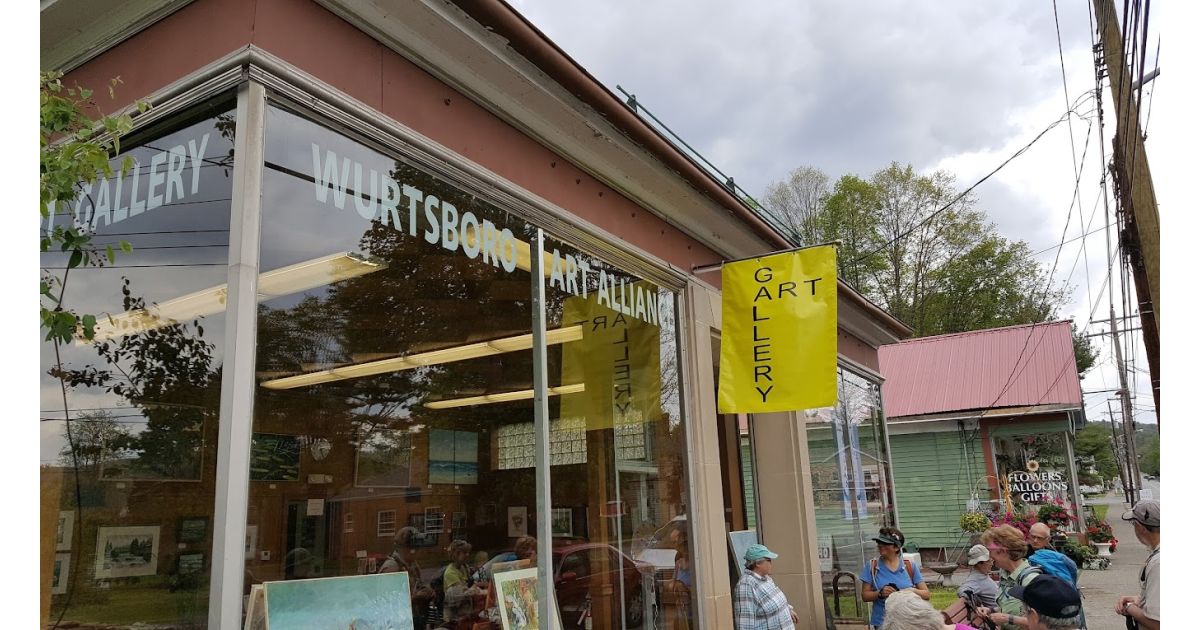 GALLERY
WURTSBORO ART ALLIANCE
GALLERY
ART
FLOWERS
BALLOONS
GIFTS